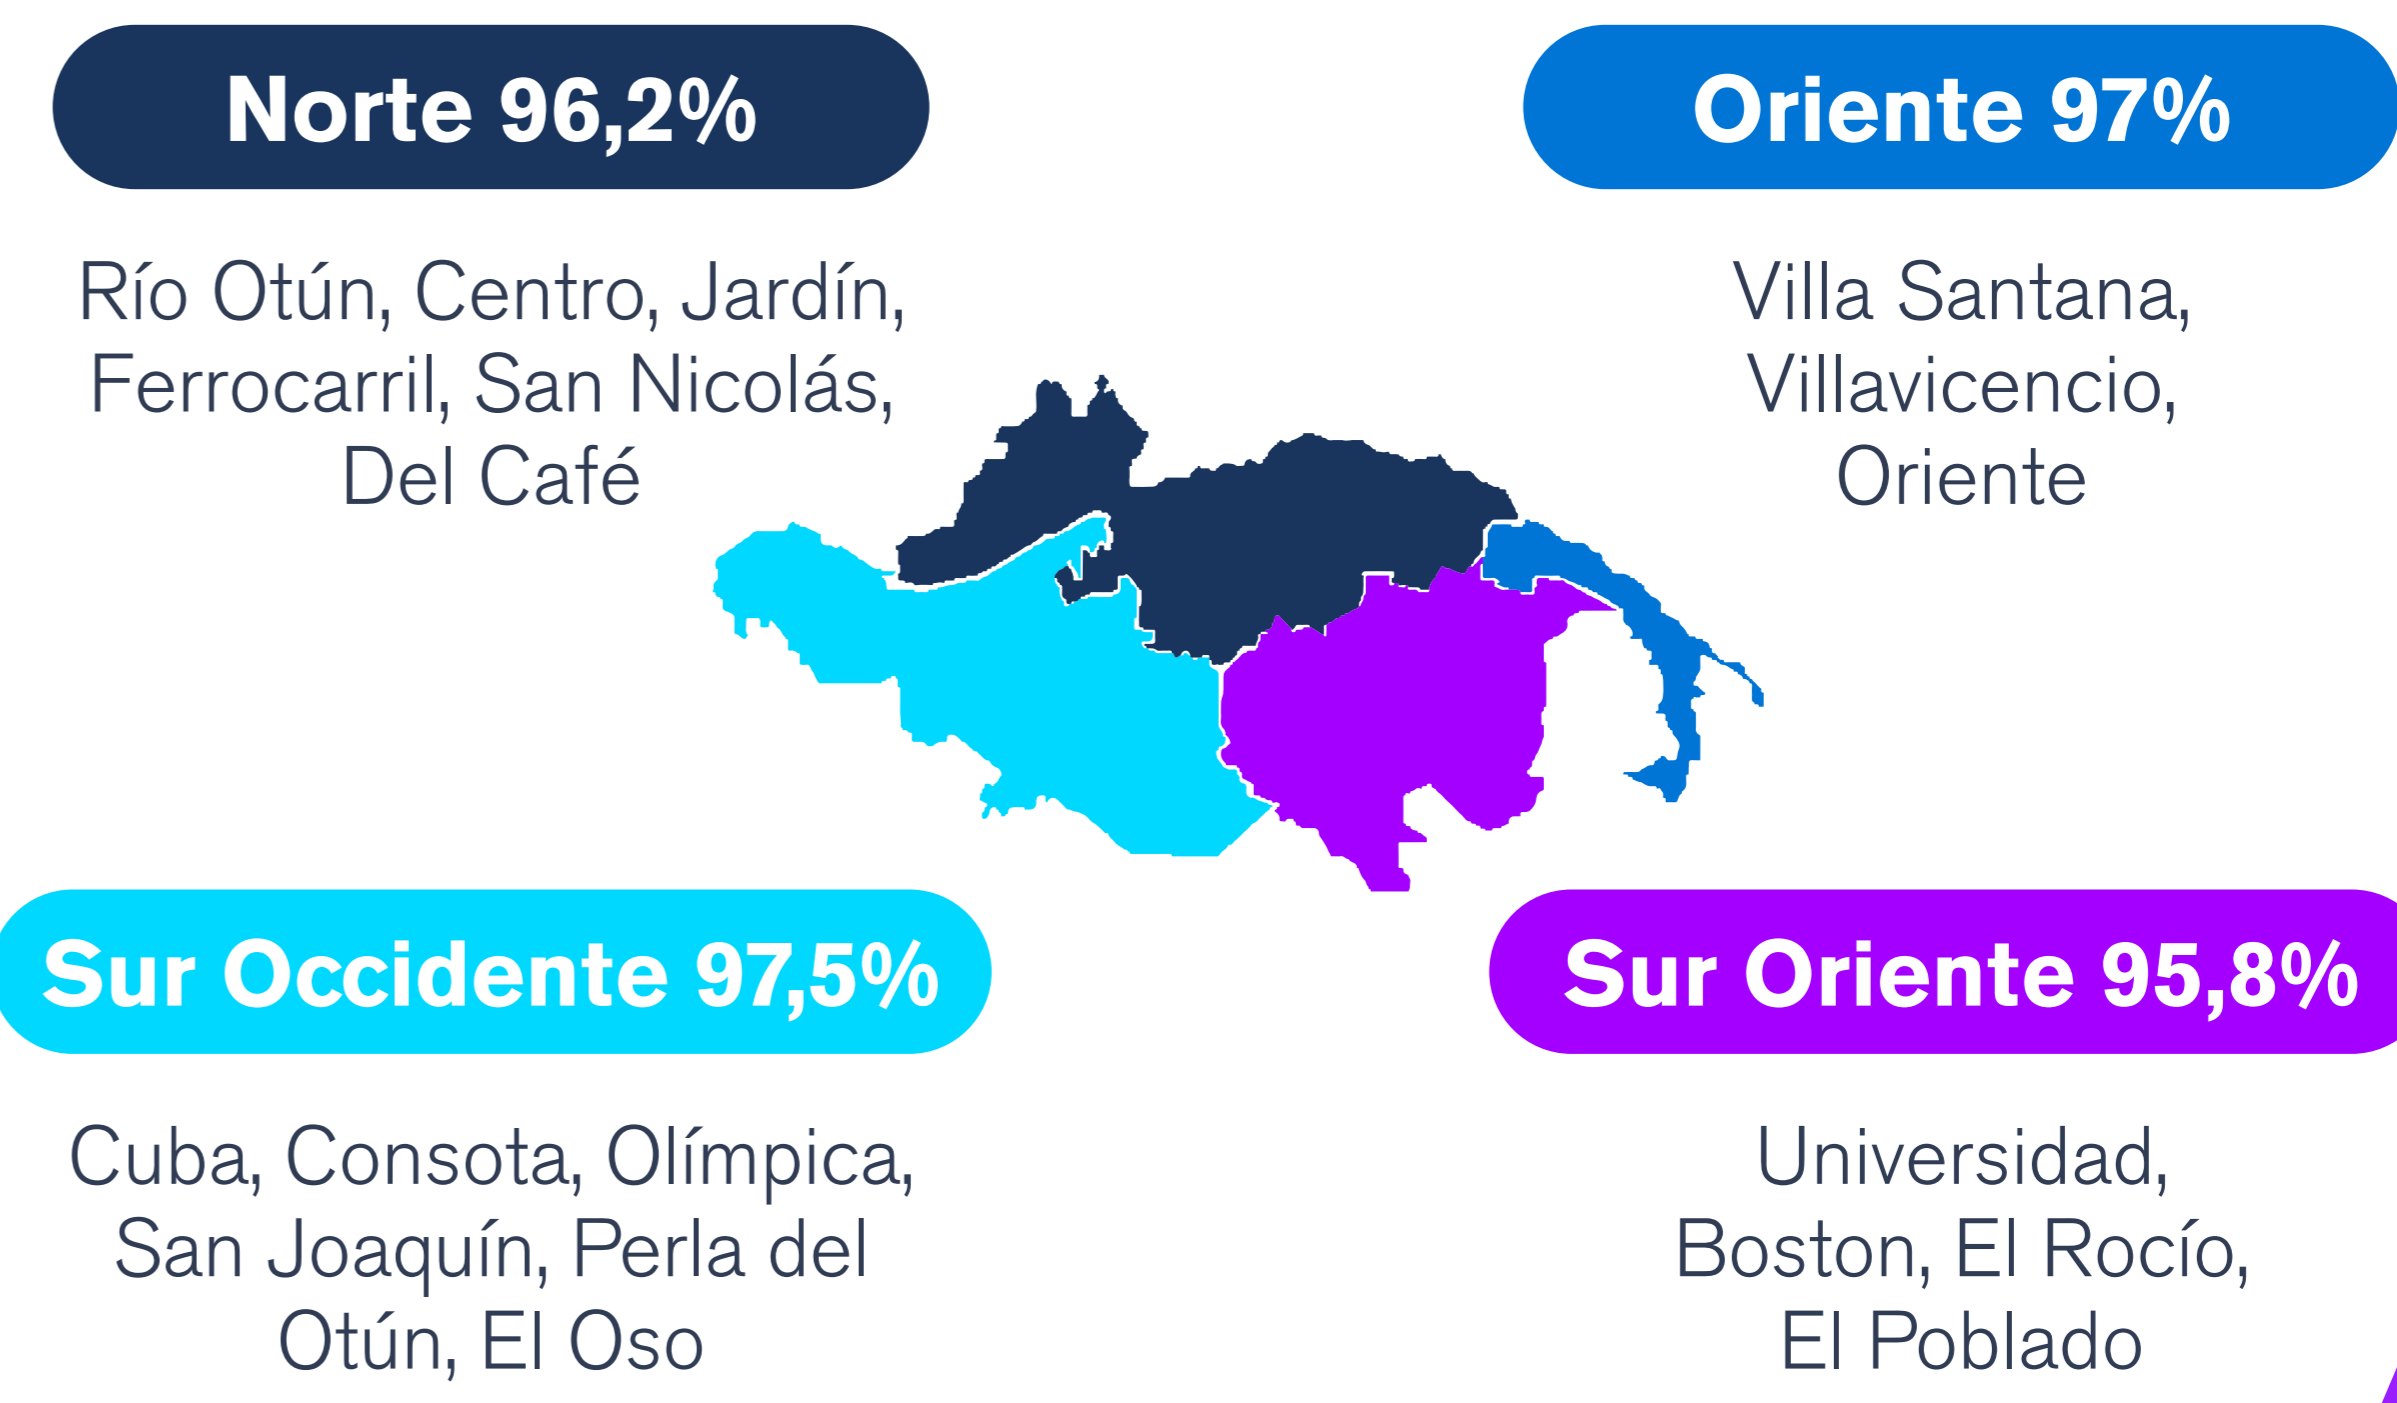 Norte 96,2%
Río Otún, Centro, Jardín,
Ferrocarril, San Nicolás,
Del Café
Oriente 97%
Villa Santana,
Villavicencio,
Oriente
Sur Occidente 97,5%
Cuba, Consota, Olímpica,
San Joaquín, Perla del
Otún, El Oso
Sur Oriente 95,8%
Universidad,
Boston, El Rocío,
El Poblado